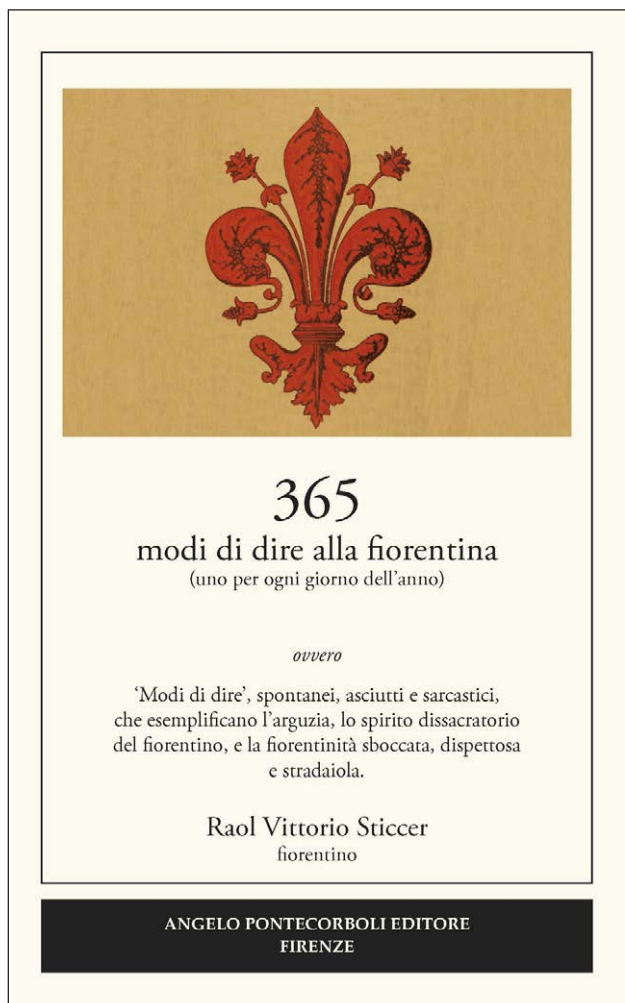 365
modi di dire alla fiorentina
(uno per ogni giorno dell'anno)
ovvero
‘Modi di dire’, spontanei, asciutti e sarcastici,
che esemplificano l’arguzia, lo spirito dissacratorio
del fiorentino, e la fiorentinità sboccata, dispettosa
e stradaiola.
Raol Vittorio Sticcer
fiorentino
ANGELO PONTECORBOLI EDITORE
FIRENZE